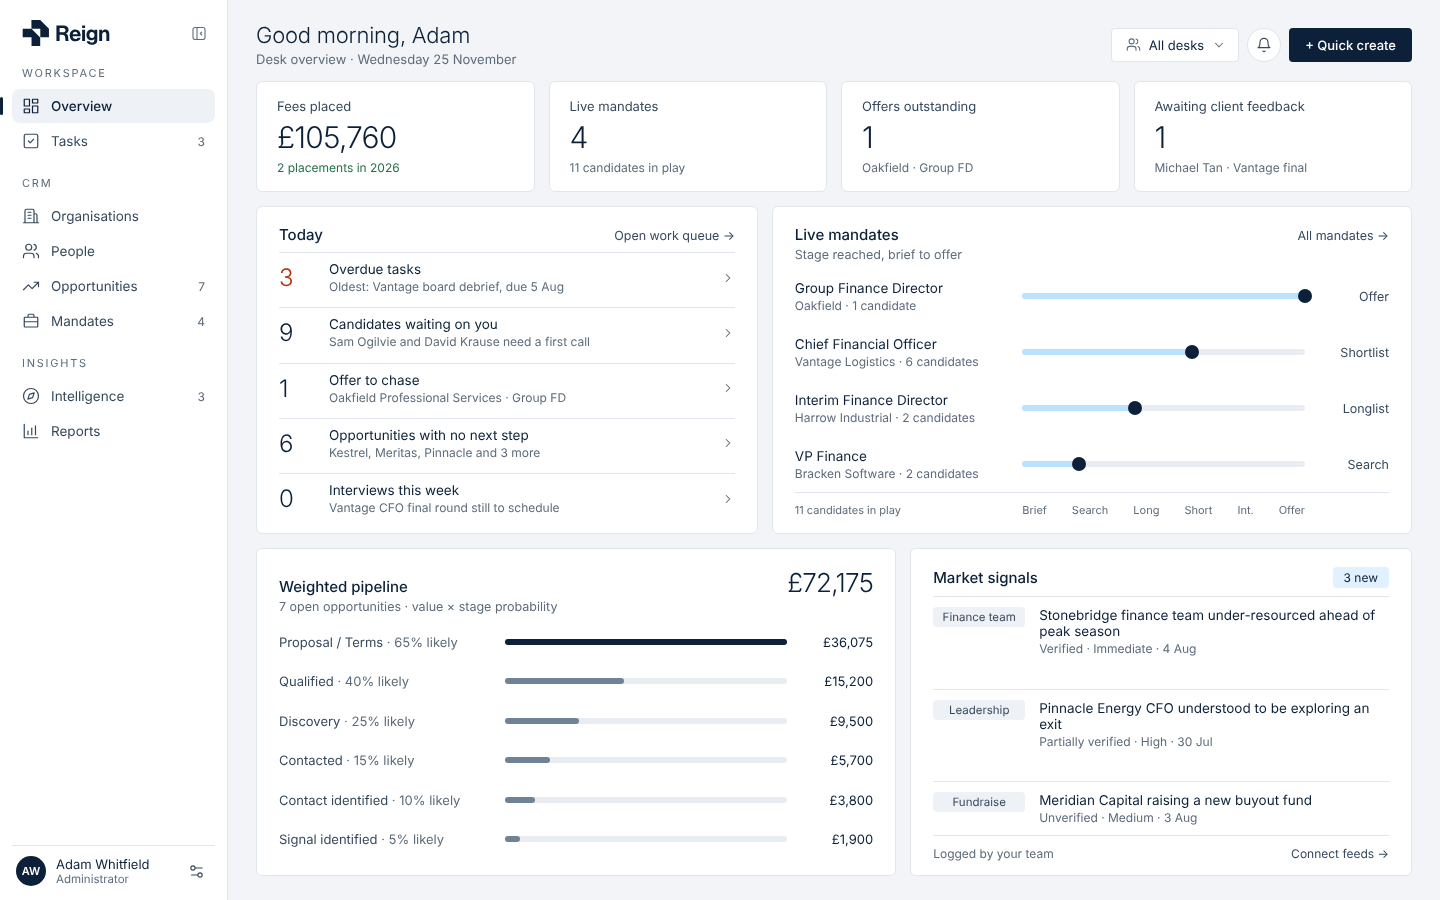 Reign
WORKSPACE
Overview
Tasks 3
CRM
Organisations
People
Opportunities 7
Mandates 4
INSIGHTS
Intelligence 3
Reports
AW
Adam Whitfield
Administrator
Good morning, Adam
Desk overview · Wednesday 25 November
All desks
+ Quick create
Fees placed
£105,760
2 placements in 2026
Live mandates
4
11 candidates in play
Offers outstanding
1
Oakfield · Group FD
Awaiting client feedback
1
Michael Tan · Vantage final
Today
Open work queue →
3
Overdue tasks
Oldest: Vantage board debrief, due 5 Aug
9
Candidates waiting on you
Sam Ogilvie and David Krause need a first call
1
Offer to chase
Oakfield Professional Services · Group FD
6
Opportunities with no next step
Kestrel, Meritas, Pinnacle and 3 more
0
Interviews this week
Vantage CFO final round still to schedule
Live mandates
All mandates →
Stage reached, brief to offer
Group Finance Director
Oakfield · 1 candidate
Offer
Chief Financial Officer
Vantage Logistics · 6 candidates
Shortlist
Interim Finance Director
Harrow Industrial · 2 candidates
Longlist
VP Finance
Bracken Software · 2 candidates
Search
11 candidates in play
Brief Search Long Short Int. Offer
Weighted pipeline
£72,175
7 open opportunities · value × stage probability
Proposal / Terms · 65% likely £36,075
Qualified · 40% likely £15,200
Discovery · 25% likely £9,500
Contacted · 15% likely £5,700
Contact identified · 10% likely £3,800
Signal identified · 5% likely £1,900
Market signals
3 new
Finance team
Stonebridge finance team under-resourced ahead of
peak season
Verified · Immediate · 4 Aug
Leadership
Pinnacle Energy CFO understood to be exploring an
exit
Partially verified · High · 30 Jul
Fundraise
Meridian Capital raising a new buyout fund
Unverified · Medium · 3 Aug
Logged by your team
Connect feeds →